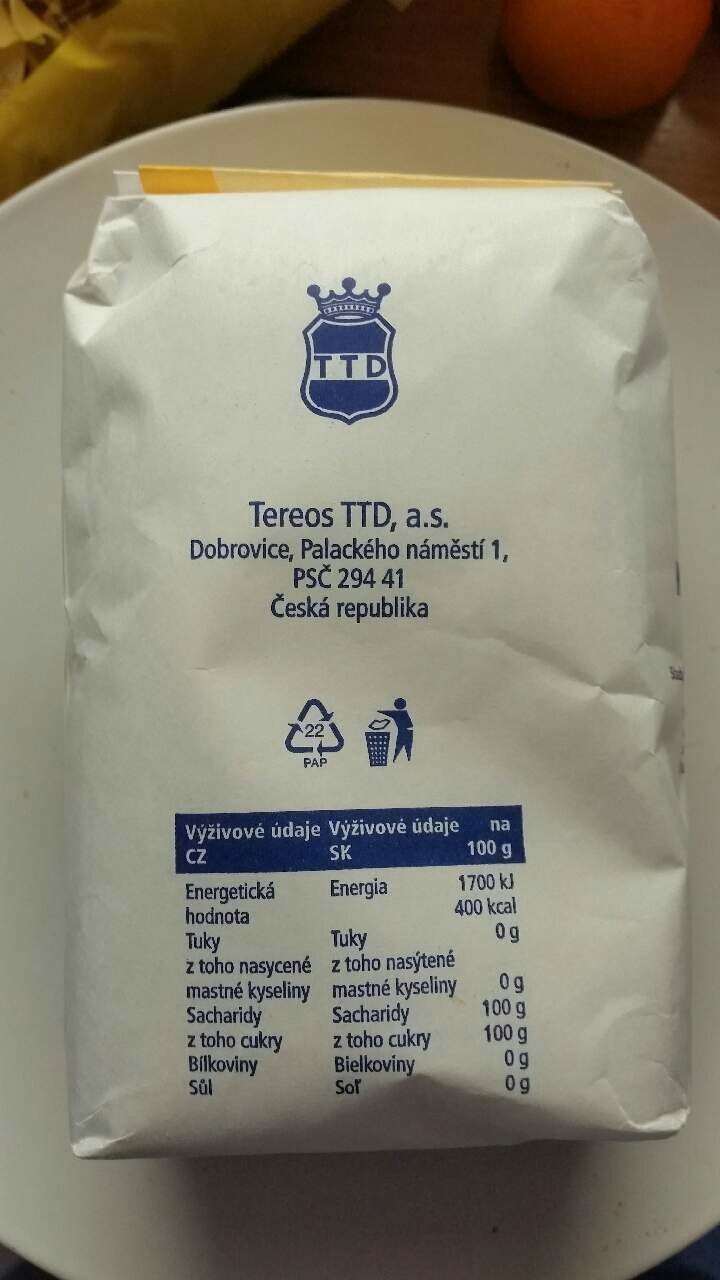 TTD
Tereos TTD, a.s.
Dobrovice, Palackého náměstí 1,
PSČ 294 41
Česká republika
22
PAP
Výživové údaje Výživové údaje na
CZ SK 100 g
Energetická Energia 1700 kJ
hodnota 400 kcal
Tuky Tuky 0 g
z toho nasycené z toho nasýtené
mastné kyseliny mastné kyseliny 0 g
Sacharidy Sacharidy 100 g
z toho cukry z toho cukry 100 g
Bílkoviny Bielkoviny 0 g
Sůl Soľ 0 g